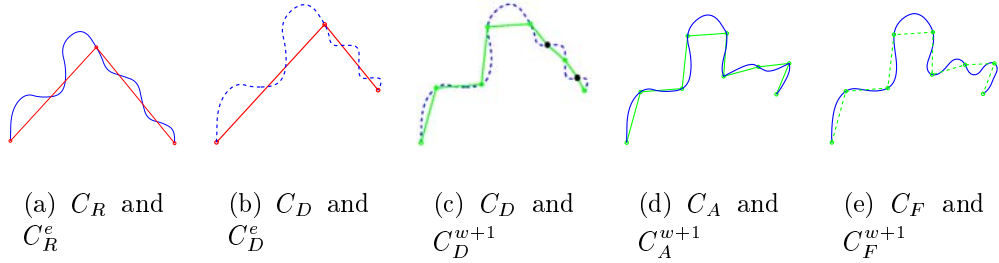 (a) $C_R$ and
$C_R^e$
(b) $C_D$ and
$C_D^e$
(c) $C_D$ and
$C_D^{w+1}$
(d) $C_A$ and
$C_A^{w+1}$
(e) $C_F$ and
$C_F^{w+1}$